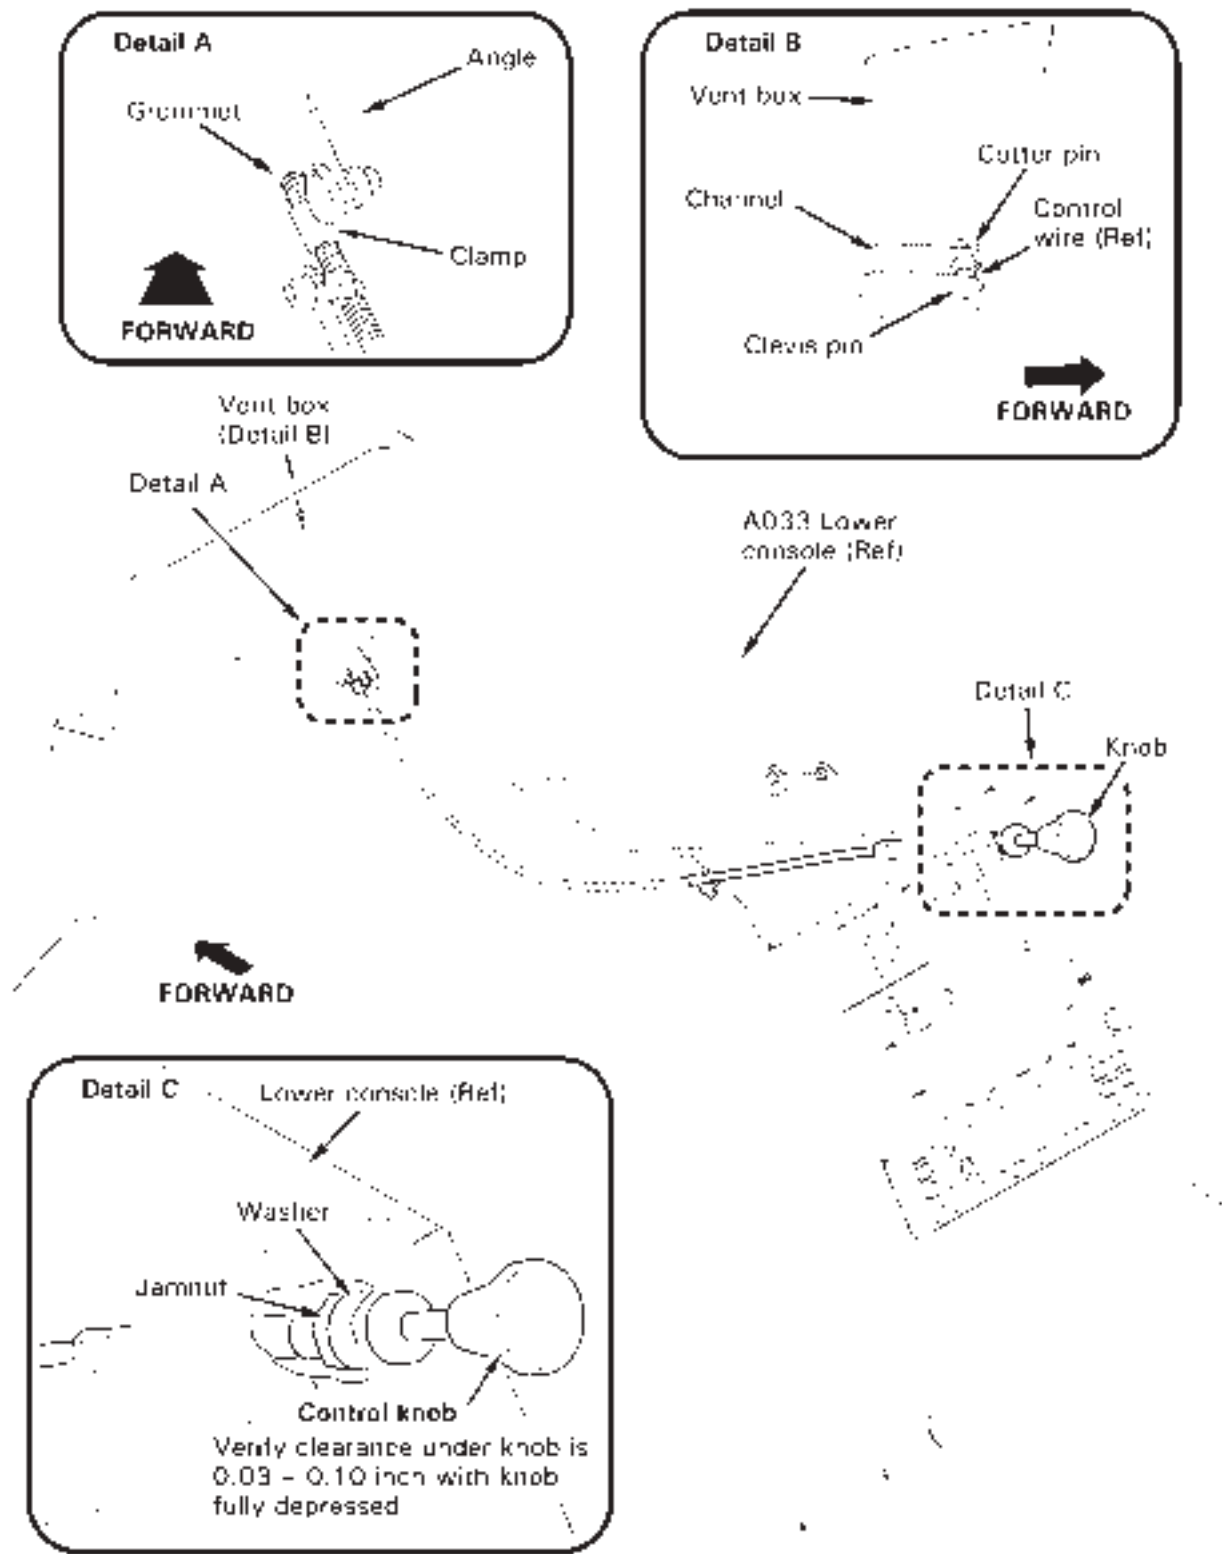 Detail A
Angle
Grommet
Clamp
FORWARD
Detail B
Vent box
Cotter pin
Channel
Control
wire (Ref)
Clevis pin
FORWARD
Vent box
(Detail B)
Detail A
A033 Lower
console (Ref)
Detail C
Knob
FORWARD
Detail C
Lower console (Ref)
Washer
Jamnut
Control knob
Verify clearance under knob is
0.03 – 0.10 inch with knob
fully depressed